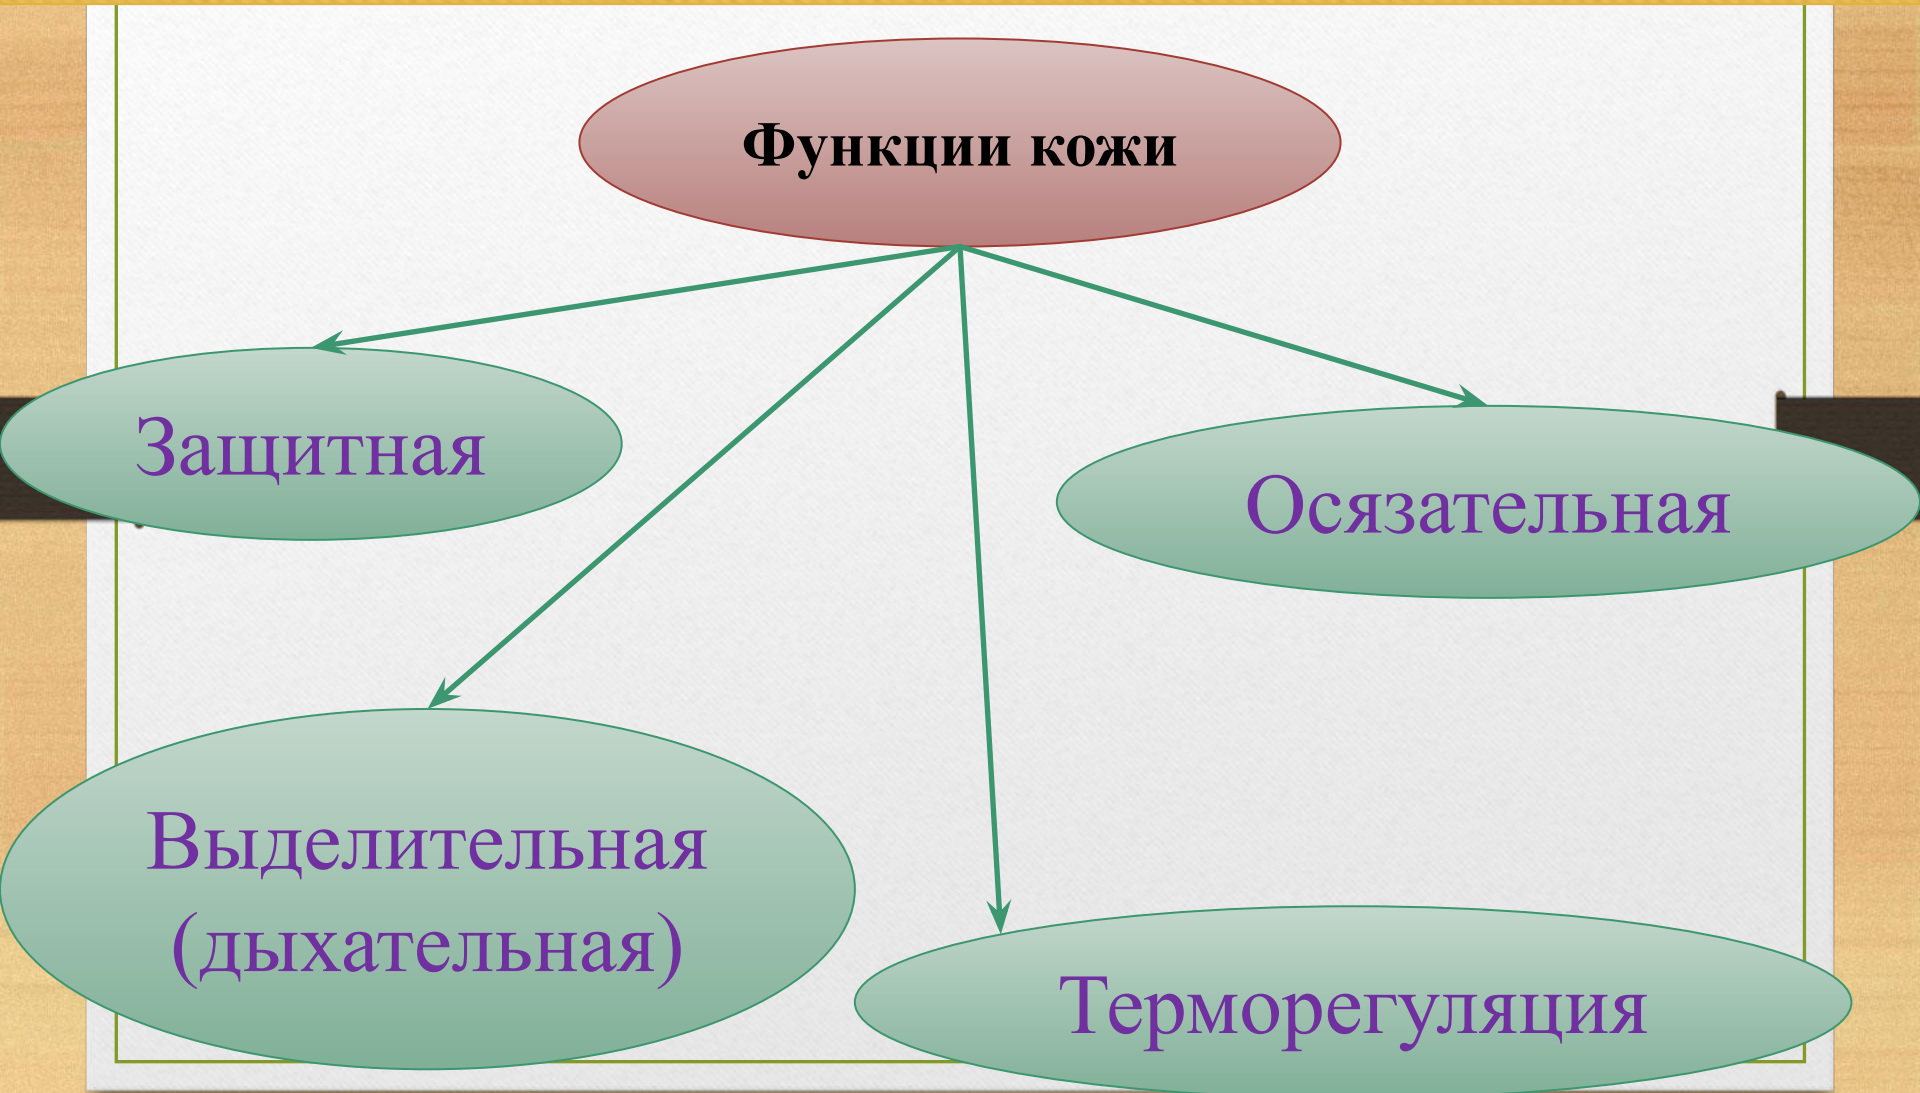 Функции кожи
Защитная
Осязательная
Выделительная
(дыхательная)
Терморегуляция